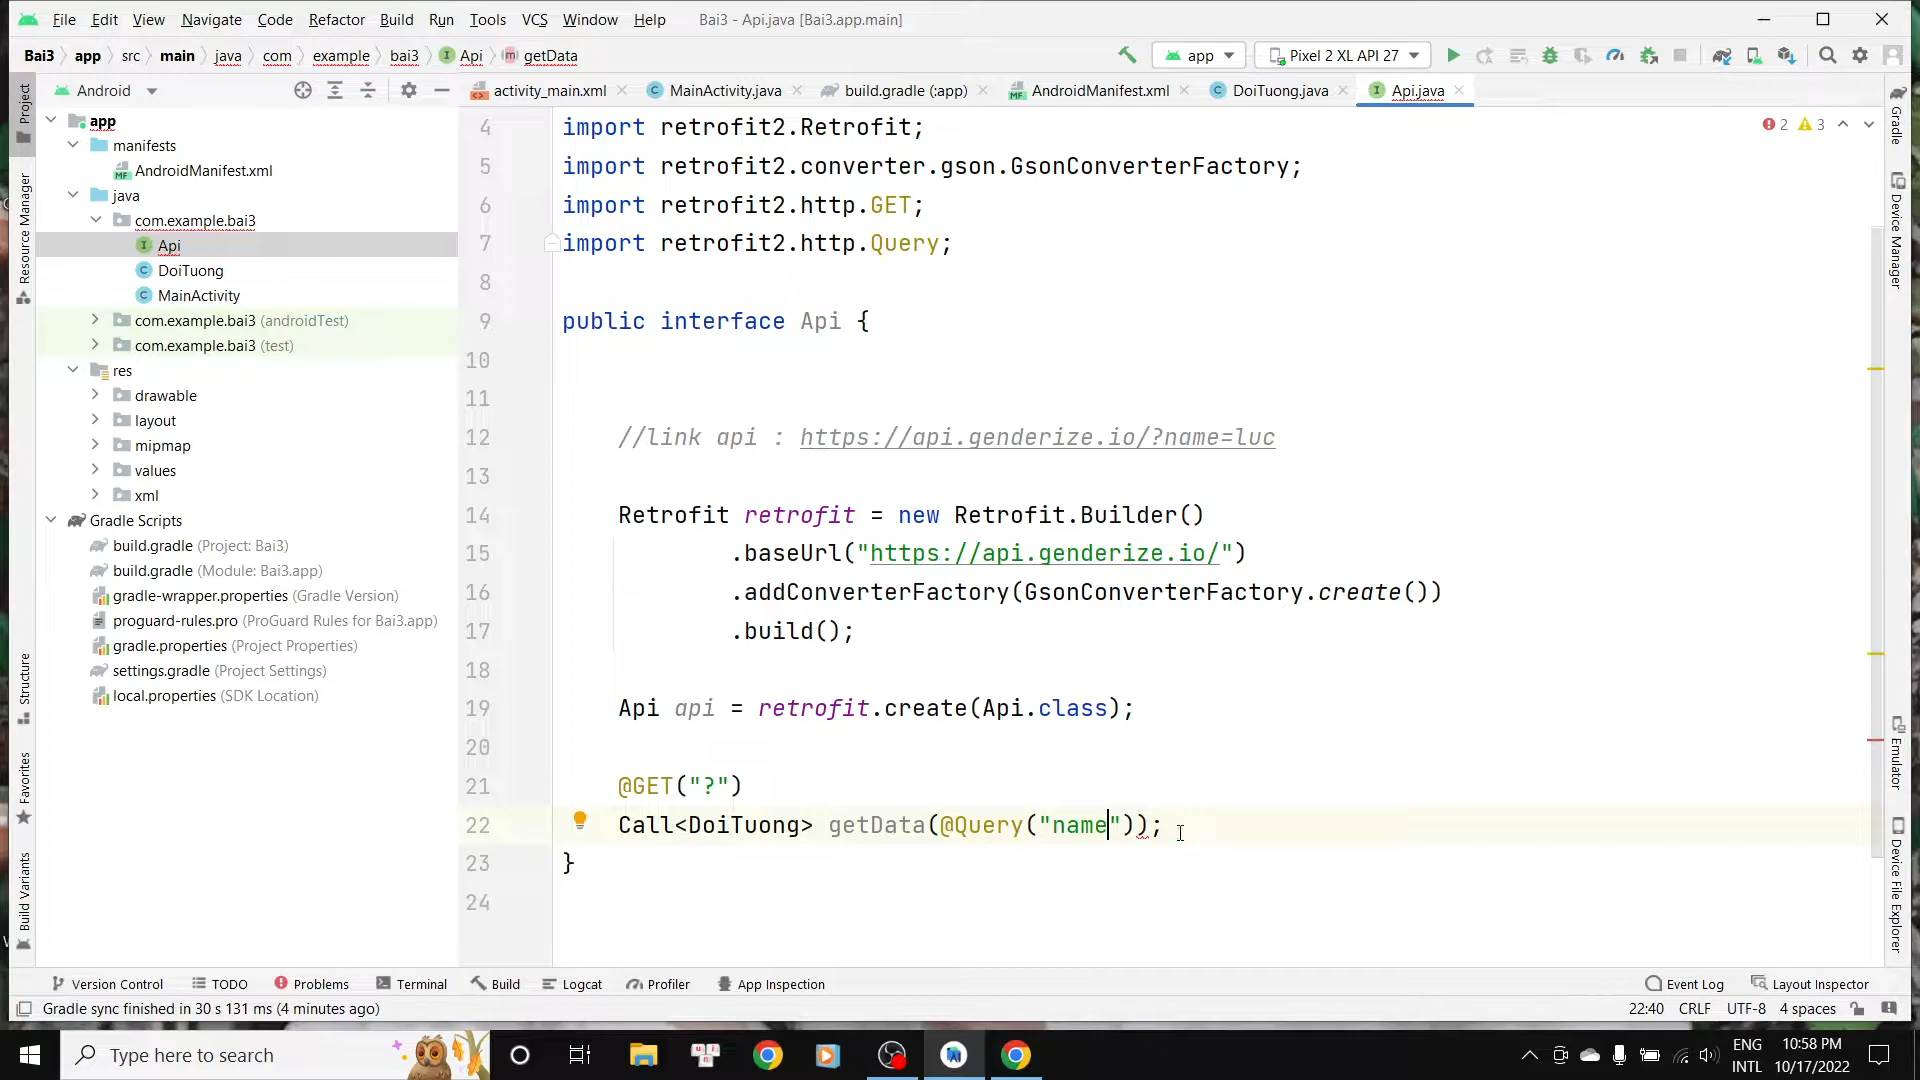 File Edit View Navigate Code Refactor Build Run Tools VCS Window Help Bai3 - Api.java [Bai3.app.main]
Bai3 app src main java com example bai3 Api getData app Pixel 2 XL API 27
Android
activity_main.xml MainActivity.java build.gradle (:app) AndroidManifest.xml DoiTuong.java Api.java
Project
Resource Manager
Structure
Favorites
Build Variants
app
manifests
AndroidManifest.xml
java
com.example.bai3
Api
DoiTuong
MainActivity
com.example.bai3 (androidTest)
com.example.bai3 (test)
res
drawable
layout
mipmap
values
xml
Gradle Scripts
build.gradle (Project: Bai3)
build.gradle (Module: Bai3.app)
gradle-wrapper.properties (Gradle Version)
proguard-rules.pro (ProGuard Rules for Bai3.app)
gradle.properties (Project Properties)
settings.gradle (Project Settings)
local.properties (SDK Location)
2 3
4 import retrofit2.Retrofit;
5 import retrofit2.converter.gson.GsonConverterFactory;
6 import retrofit2.http.GET;
7 import retrofit2.http.Query;
8
9 public interface Api {
10
11
12 //link api : https://api.genderize.io/?name=luc
13
14 Retrofit retrofit = new Retrofit.Builder()
15 .baseUrl("https://api.genderize.io/")
16 .addConverterFactory(GsonConverterFactory.create())
17 .build();
18
19 Api api = retrofit.create(Api.class);
20
21 @GET("?")
22 Call<DoiTuong> getData(@Query("name"));
23 }
24
Gradle
Device Manager
Emulator
Device File Explorer
Version Control TODO Problems Terminal Build Logcat Profiler App Inspection Event Log Layout Inspector
Gradle sync finished in 30 s 131 ms (4 minutes ago) 22:40 CRLF UTF-8 4 spaces
Type here to search
ENG
INTL
10:58 PM
10/17/2022